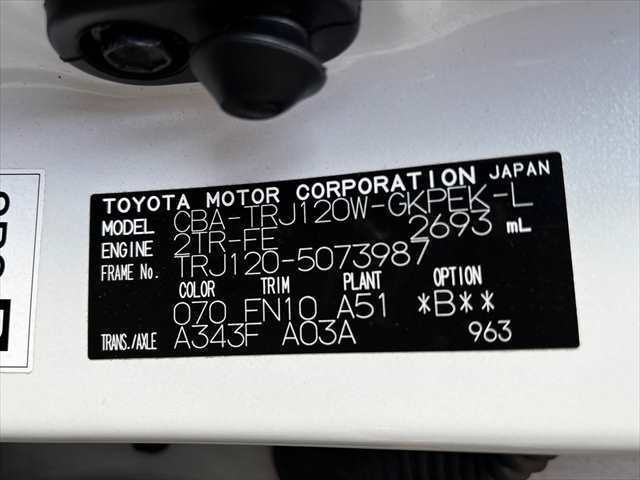 TOYOTA MOTOR CORPORATION JAPAN
MODEL CBA-TRJ120W-GKPEK-L
ENGINE 2TR-FE 2693 mL
FRAME No. TRJ120-5073987
COLOR TRIM PLANT OPTION
070 FN10 A51 *B**
TRANS./AXLE A343F A03A 963